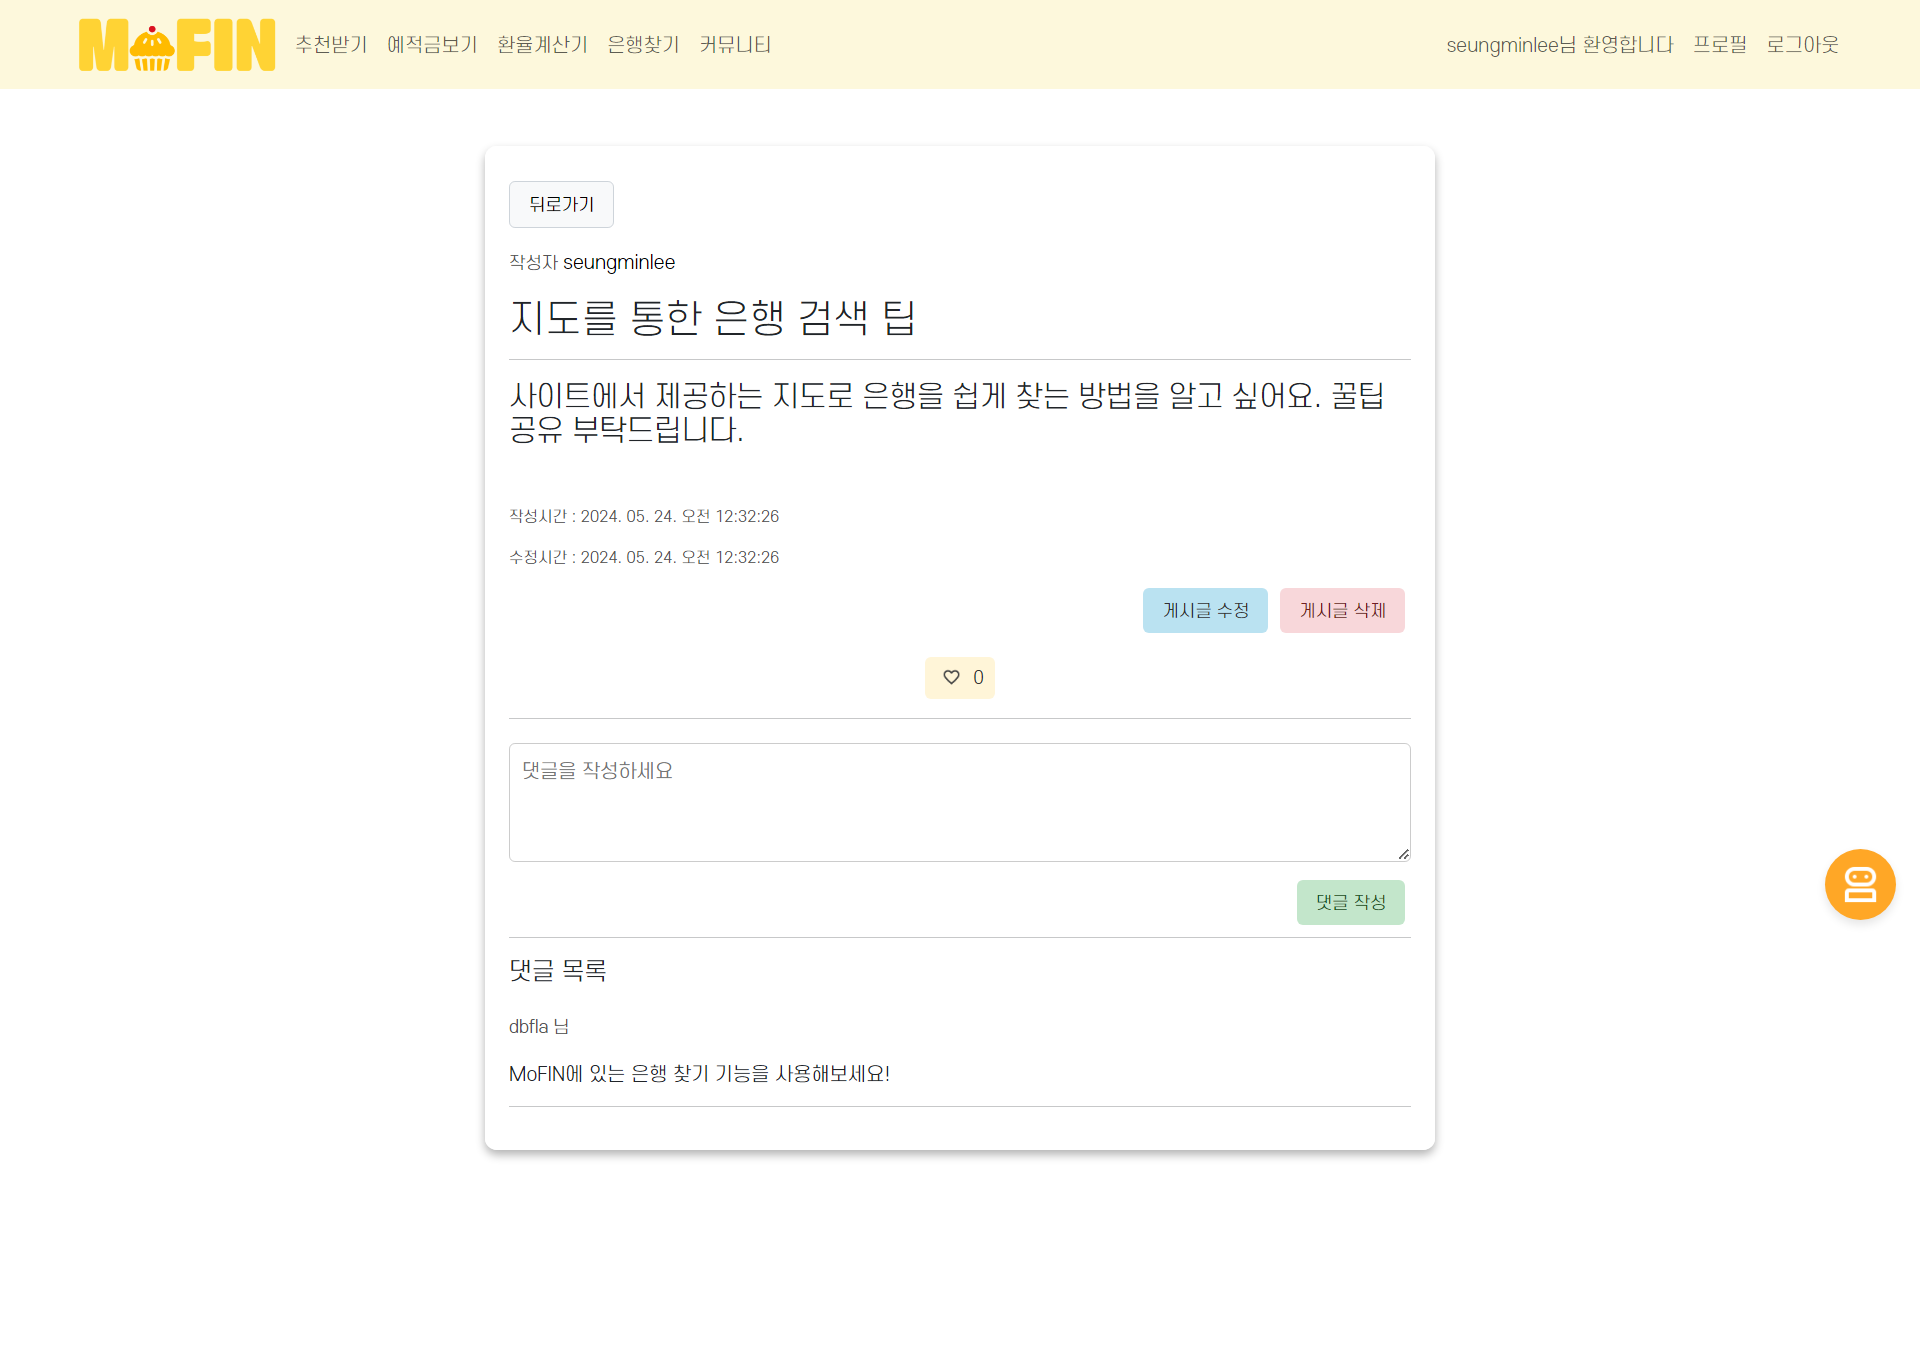 MoFIN 추천받기 예적금보기 환율계산기 은행찾기 커뮤니티 seungminlee님 환영합니다 프로필 로그아웃
뒤로가기
작성자 seungminlee
지도를 통한 은행 검색 팁
사이트에서 제공하는 지도로 은행을 쉽게 찾는 방법을 알고 싶어요. 꿀팁
공유 부탁드립니다.
작성시간 : 2024. 05. 24. 오전 12:32:26
수정시간 : 2024. 05. 24. 오전 12:32:26
게시글 수정 게시글 삭제
0
댓글을 작성하세요
댓글 작성
댓글 목록
dbfla 님
MoFIN에 있는 은행 찾기 기능을 사용해보세요!